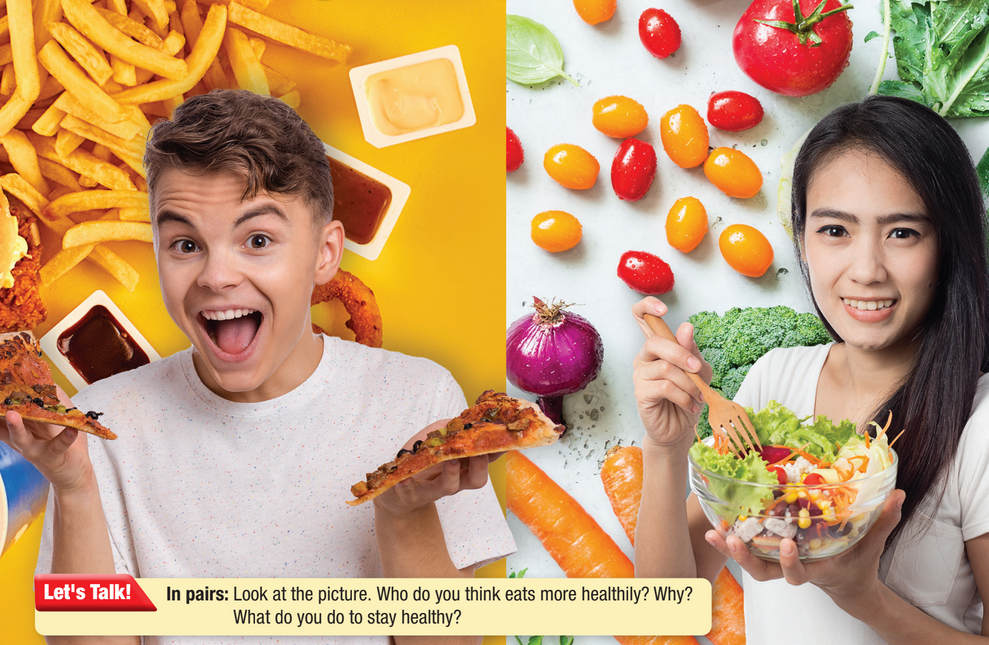 Let's Talk! In pairs: Look at the picture. Who do you think eats more healthily? Why?
What do you do to stay healthy?